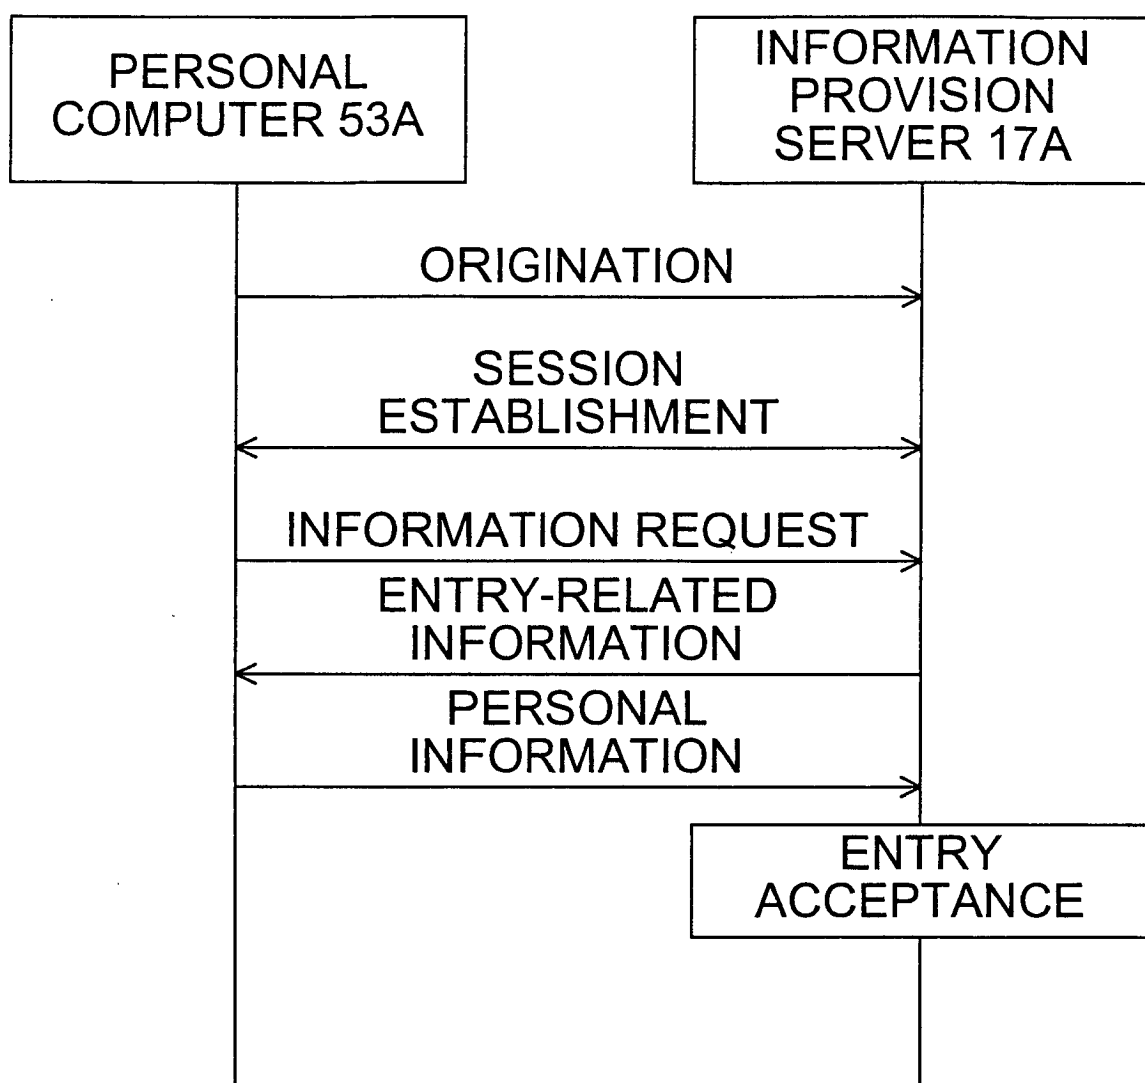 PERSONAL
COMPUTER 53A
INFORMATION
PROVISION
SERVER 17A
ORIGINATION
SESSION
ESTABLISHMENT
INFORMATION REQUEST
ENTRY-RELATED
INFORMATION
PERSONAL
INFORMATION
ENTRY
ACCEPTANCE